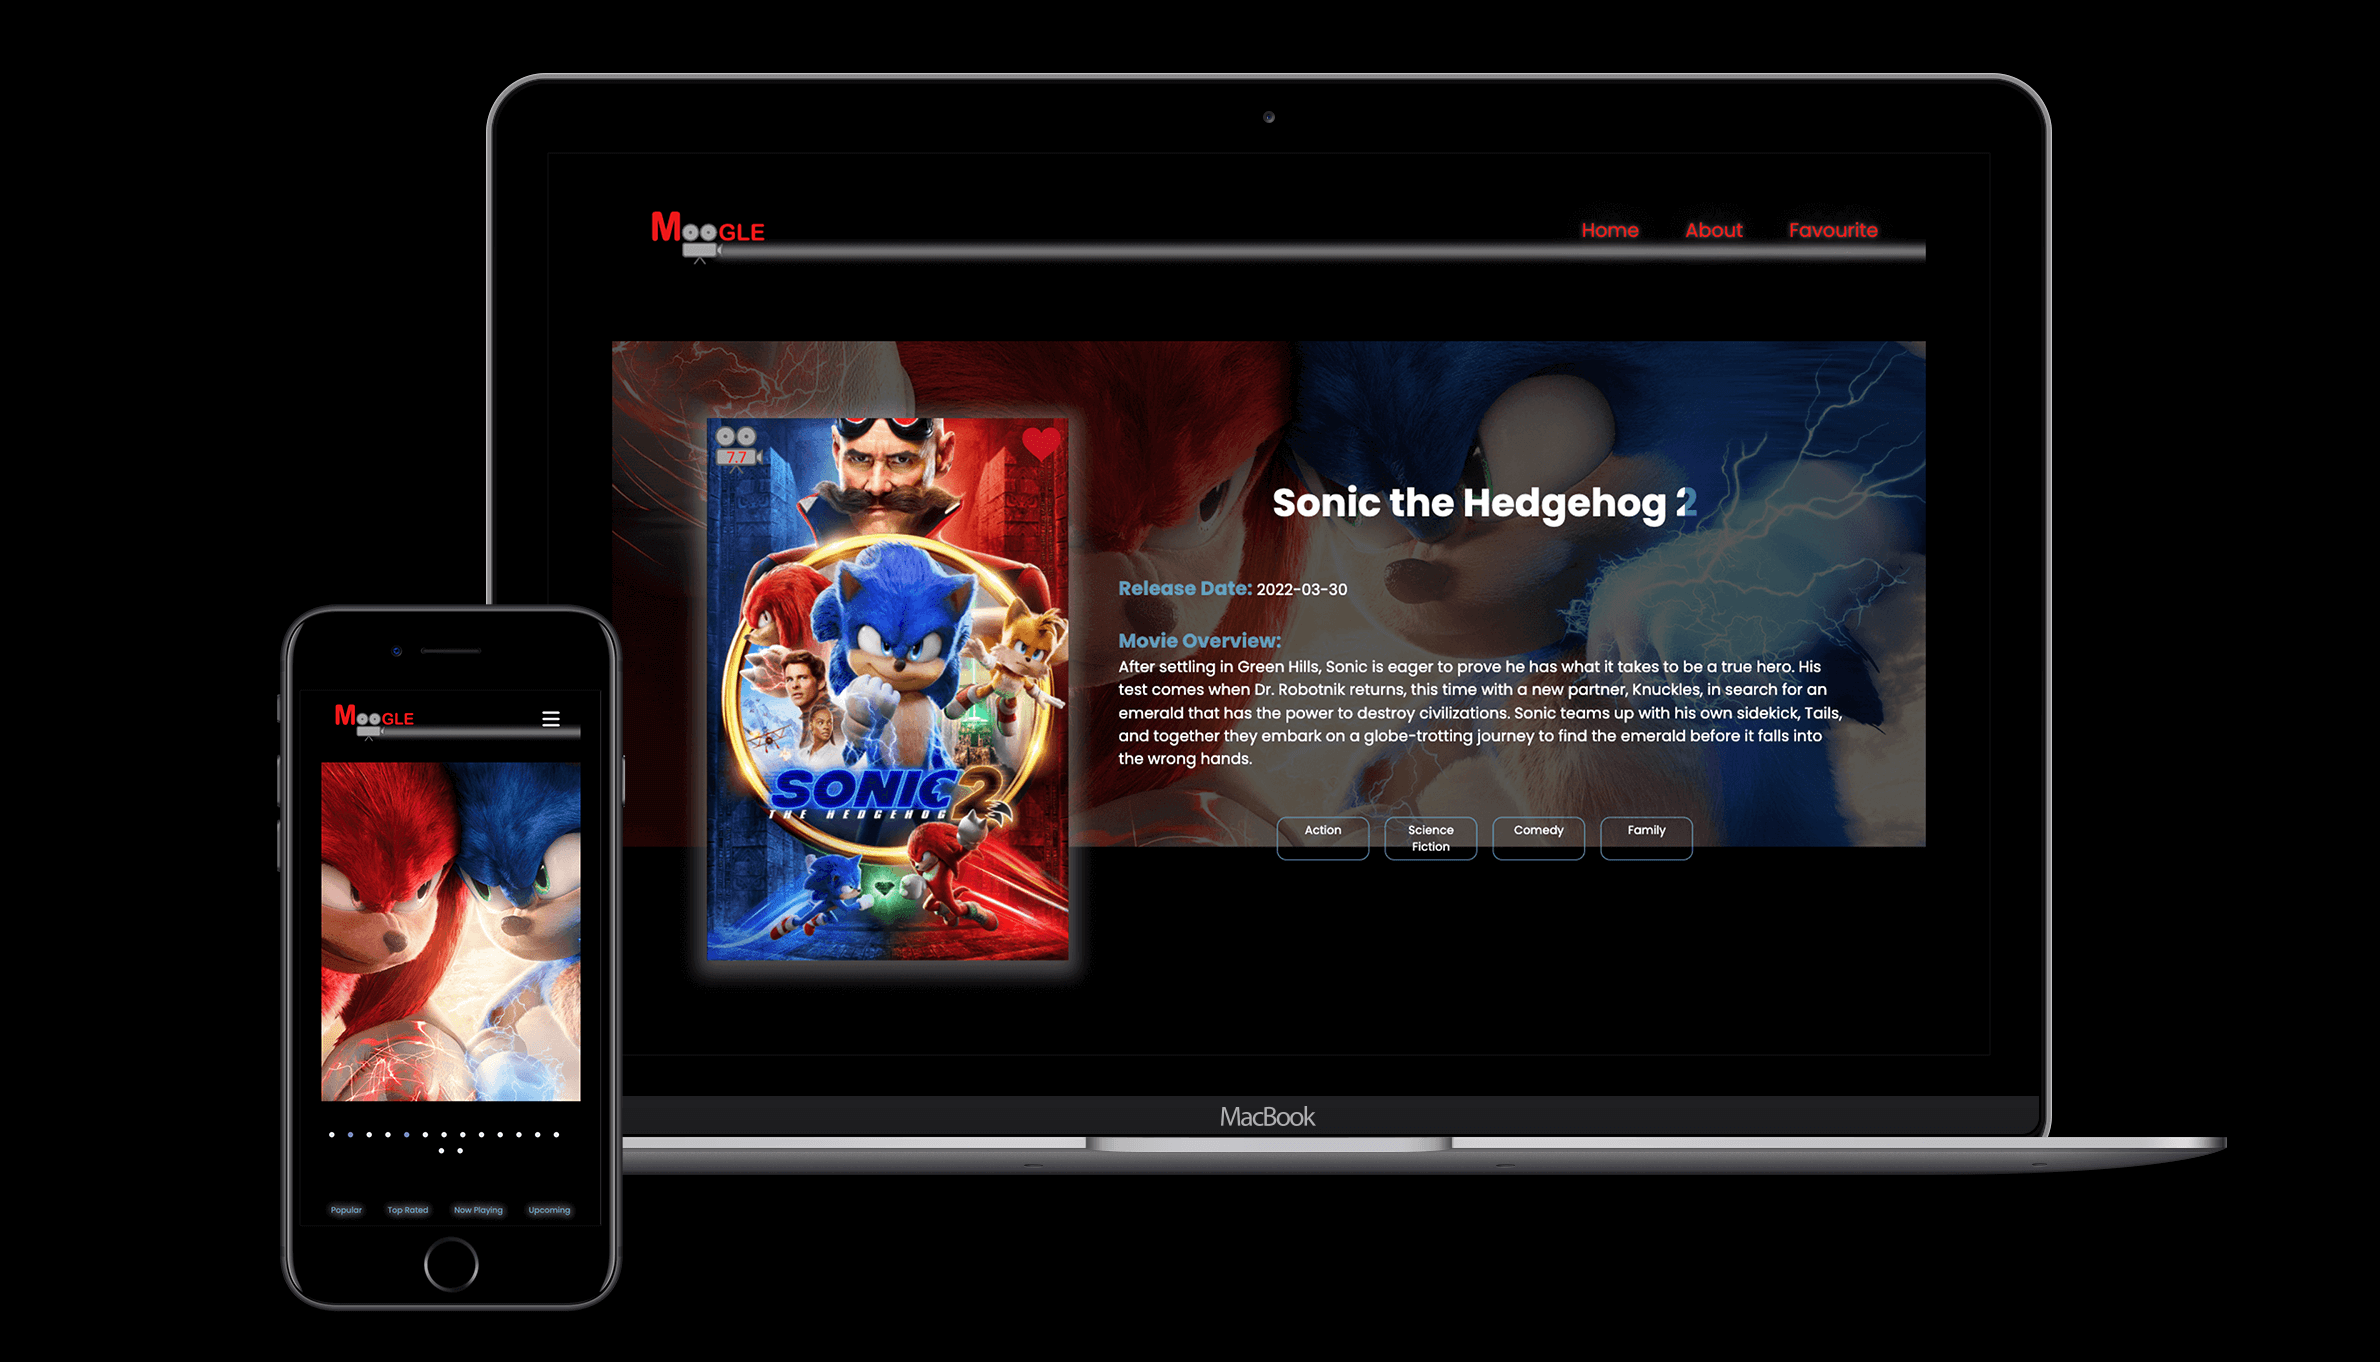 MOOGLE
Home About Favourite
7.7
SONIC 2
THE HEDGEHOG
Sonic the Hedgehog 2
Release Date: 2022-03-30
Movie Overview:
After settling in Green Hills, Sonic is eager to prove he has what it takes to be a true hero. His
test comes when Dr. Robotnik returns, this time with a new partner, Knuckles, in search for an
emerald that has the power to destroy civilizations. Sonic teams up with his own sidekick, Tails,
and together they embark on a globe-trotting journey to find the emerald before it falls into
the wrong hands.
Action Science Comedy Family
Fiction
MacBook
MOOGLE
Popular Top Rated Now Playing Upcoming